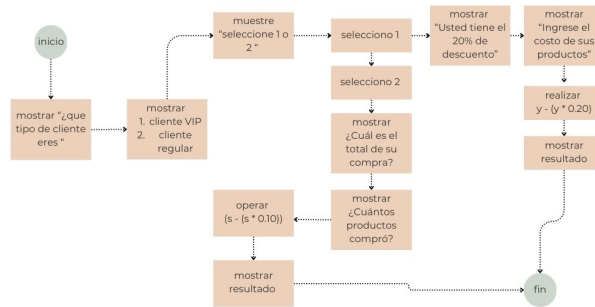 inicio
mostrar "¿que
tipo de cliente
eres "
mostrar
1. cliente VIP
2. cliente
regular
muestre
"seleccione 1 o
2 "
selecciono 1
mostrar
"Usted tiene el
20% de
descuento"
mostrar
"Ingrese el
costo de sus
productos"
realizar
y - (y * 0.20)
mostrar
resultado
selecciono 2
mostrar
¿Cuál es el
total de su
compra?
mostrar
¿Cuántos
productos
compró?
operar
(s - (s * 0.10))
mostrar
resultado
fin